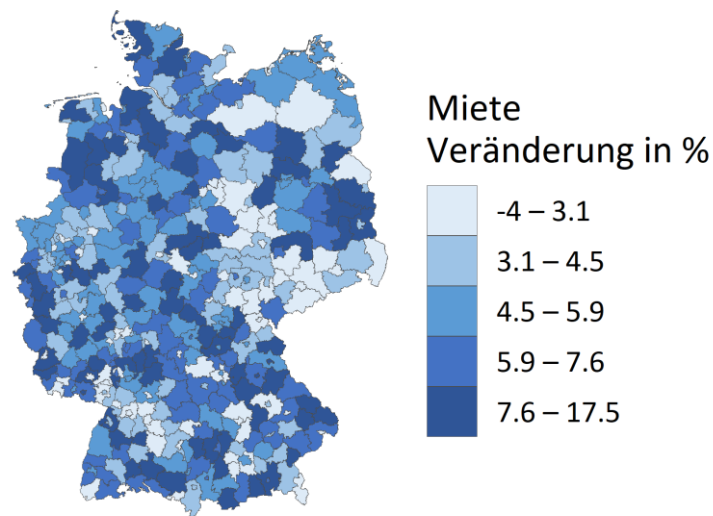 Miete
Veränderung in %
-4 – 3.1
3.1 – 4.5
4.5 – 5.9
5.9 – 7.6
7.6 – 17.5